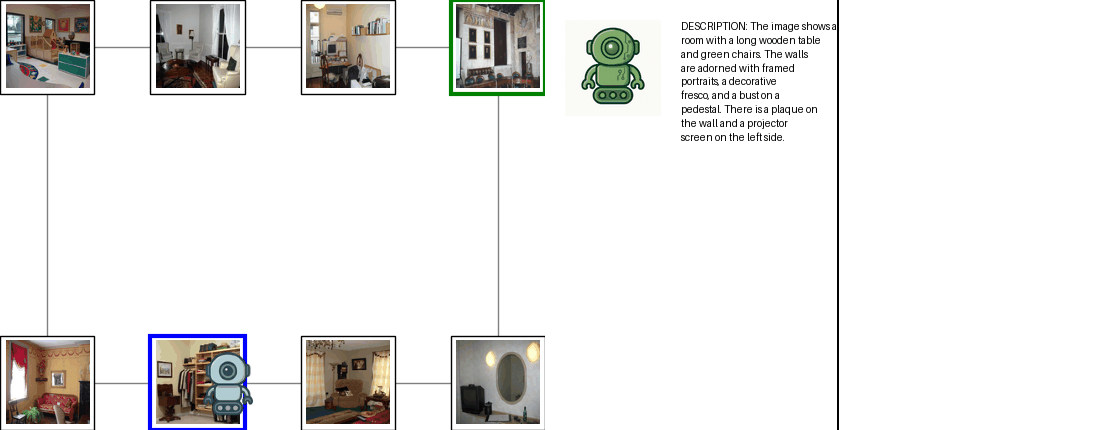 DESCRIPTION: The image shows a
room with a long wooden table
and green chairs. The walls
are adorned with framed
portraits, a decorative
fresco, and a bust on a
pedestal. There is a plaque on
the wall and a projector
screen on the left side.